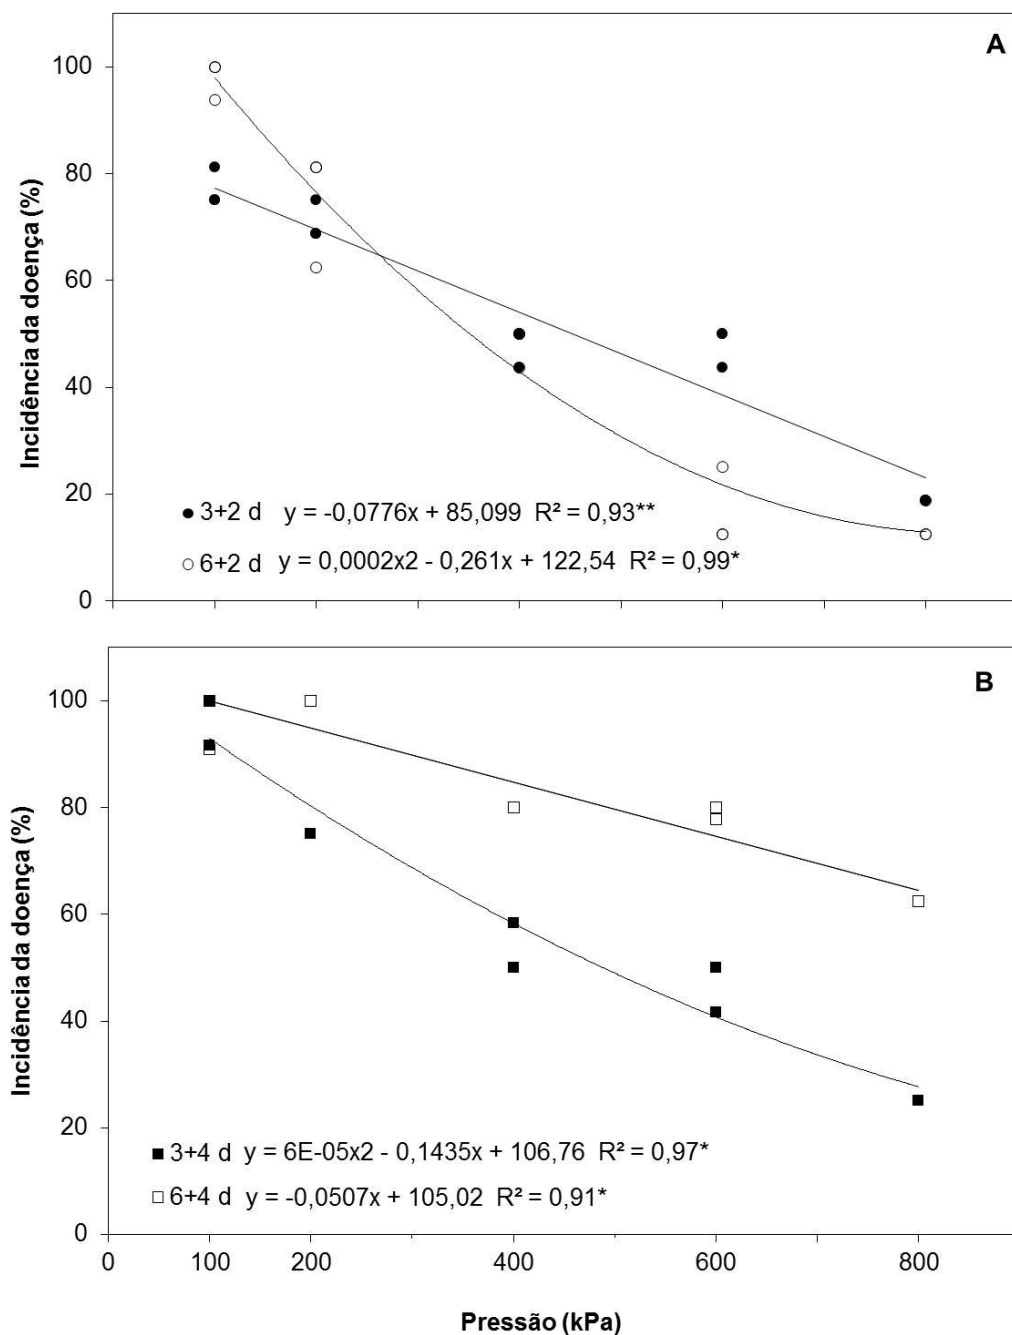 A
Incidência da doença (%)
100
80
60
40
20
0
3+2 d y = -0,0776x + 85,099 R² = 0,93**
6+2 d y = 0,0002x2 - 0,261x + 122,54 R² = 0,99*
B
Incidência da doença (%)
100
80
60
40
20
0
3+4 d y = 6E-05x2 - 0,1435x + 106,76 R² = 0,97*
6+4 d y = -0,0507x + 105,02 R² = 0,91*
0 100 200 400 600 800
Pressão (kPa)